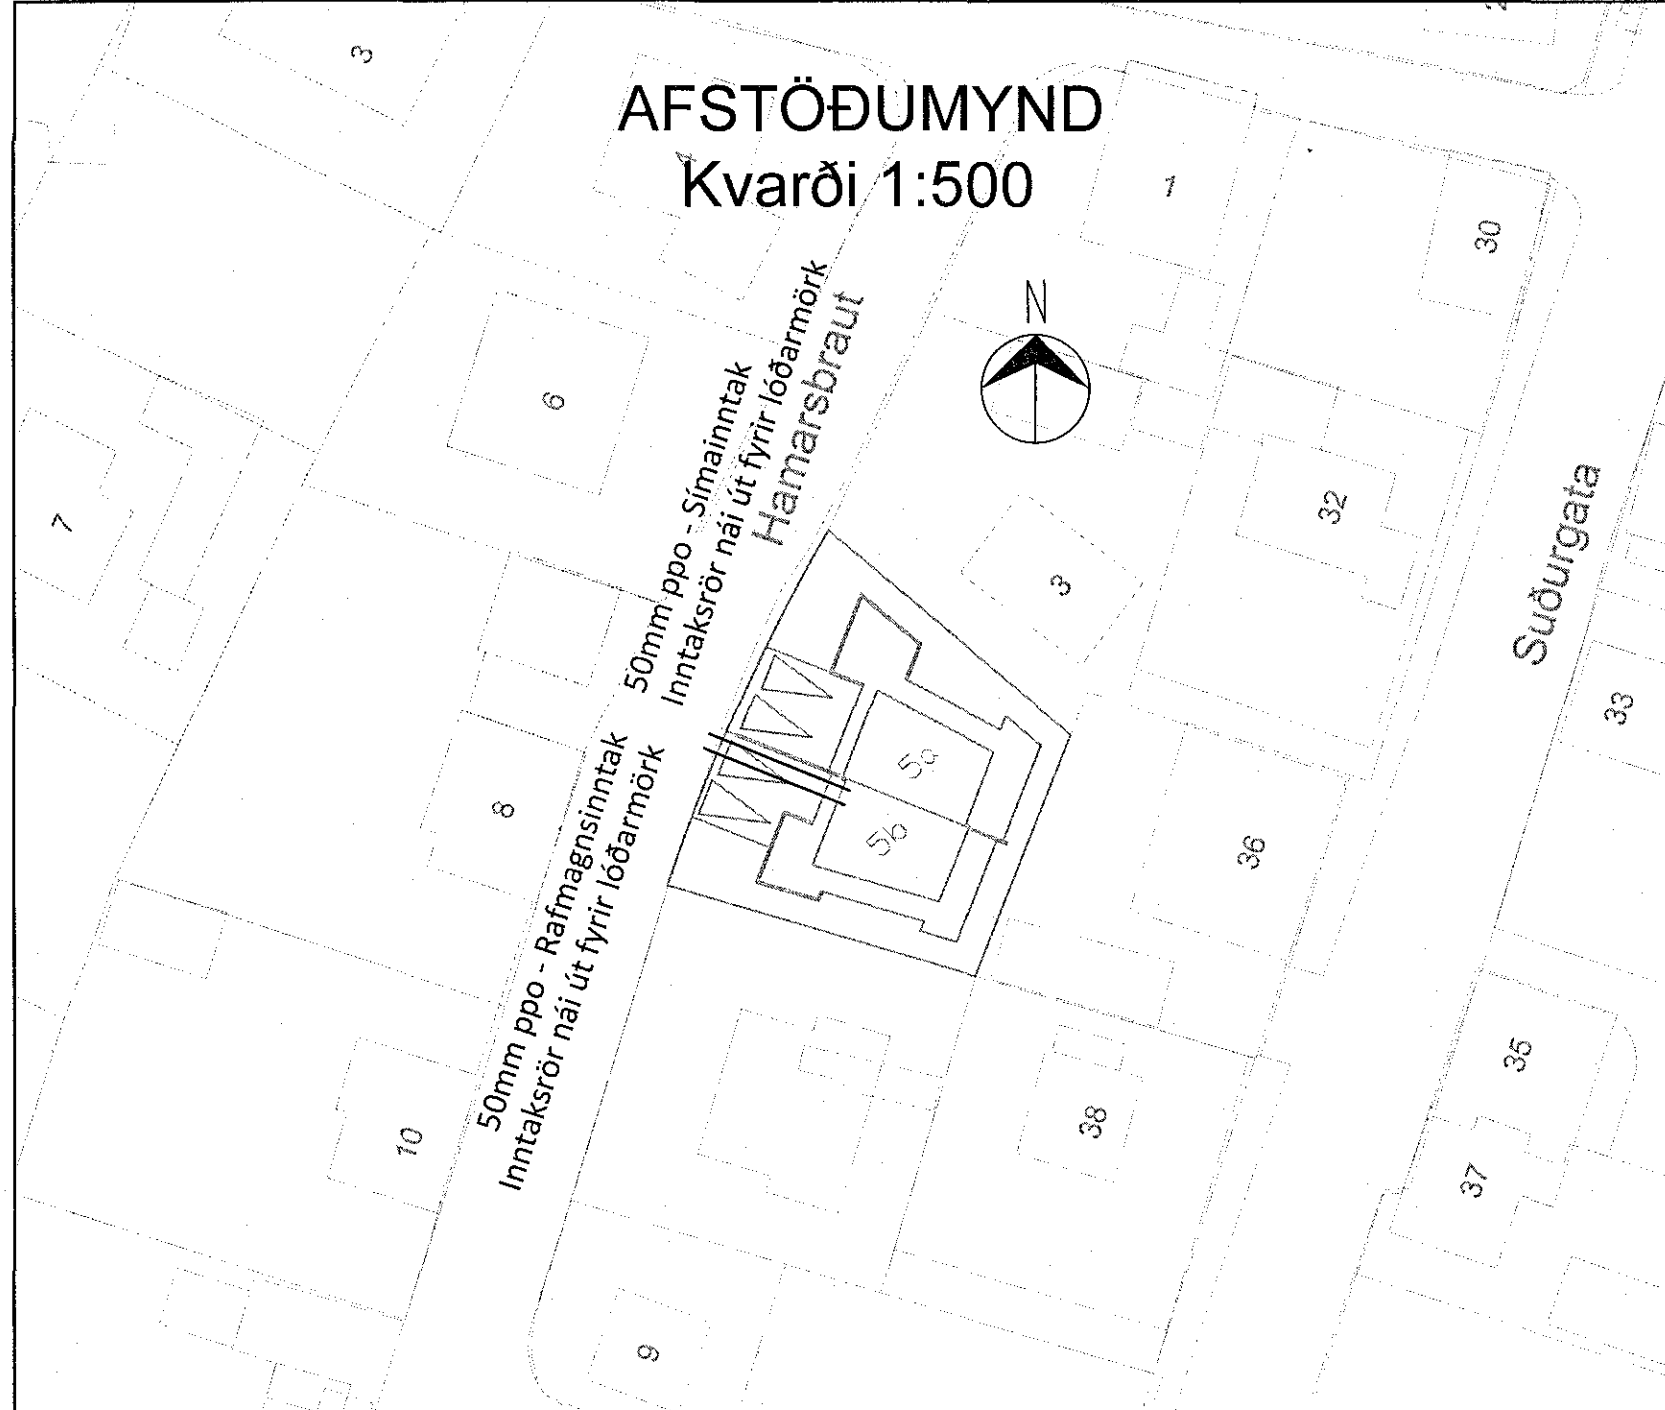 AFSTÖÐUMYND
Kvarði 1:500
3
4
1
30
N
6
50mm ppo - Símainntak
Inntaksrör nái út fyrir lóðarmörk
Hamarsbraut
7
32
3
Suðurgata
33
5a
5b
8
36
50mm ppo - Rafmagnsinntak
Inntaksrör nái út fyrir lóðarmörk
10
38
35
37
9